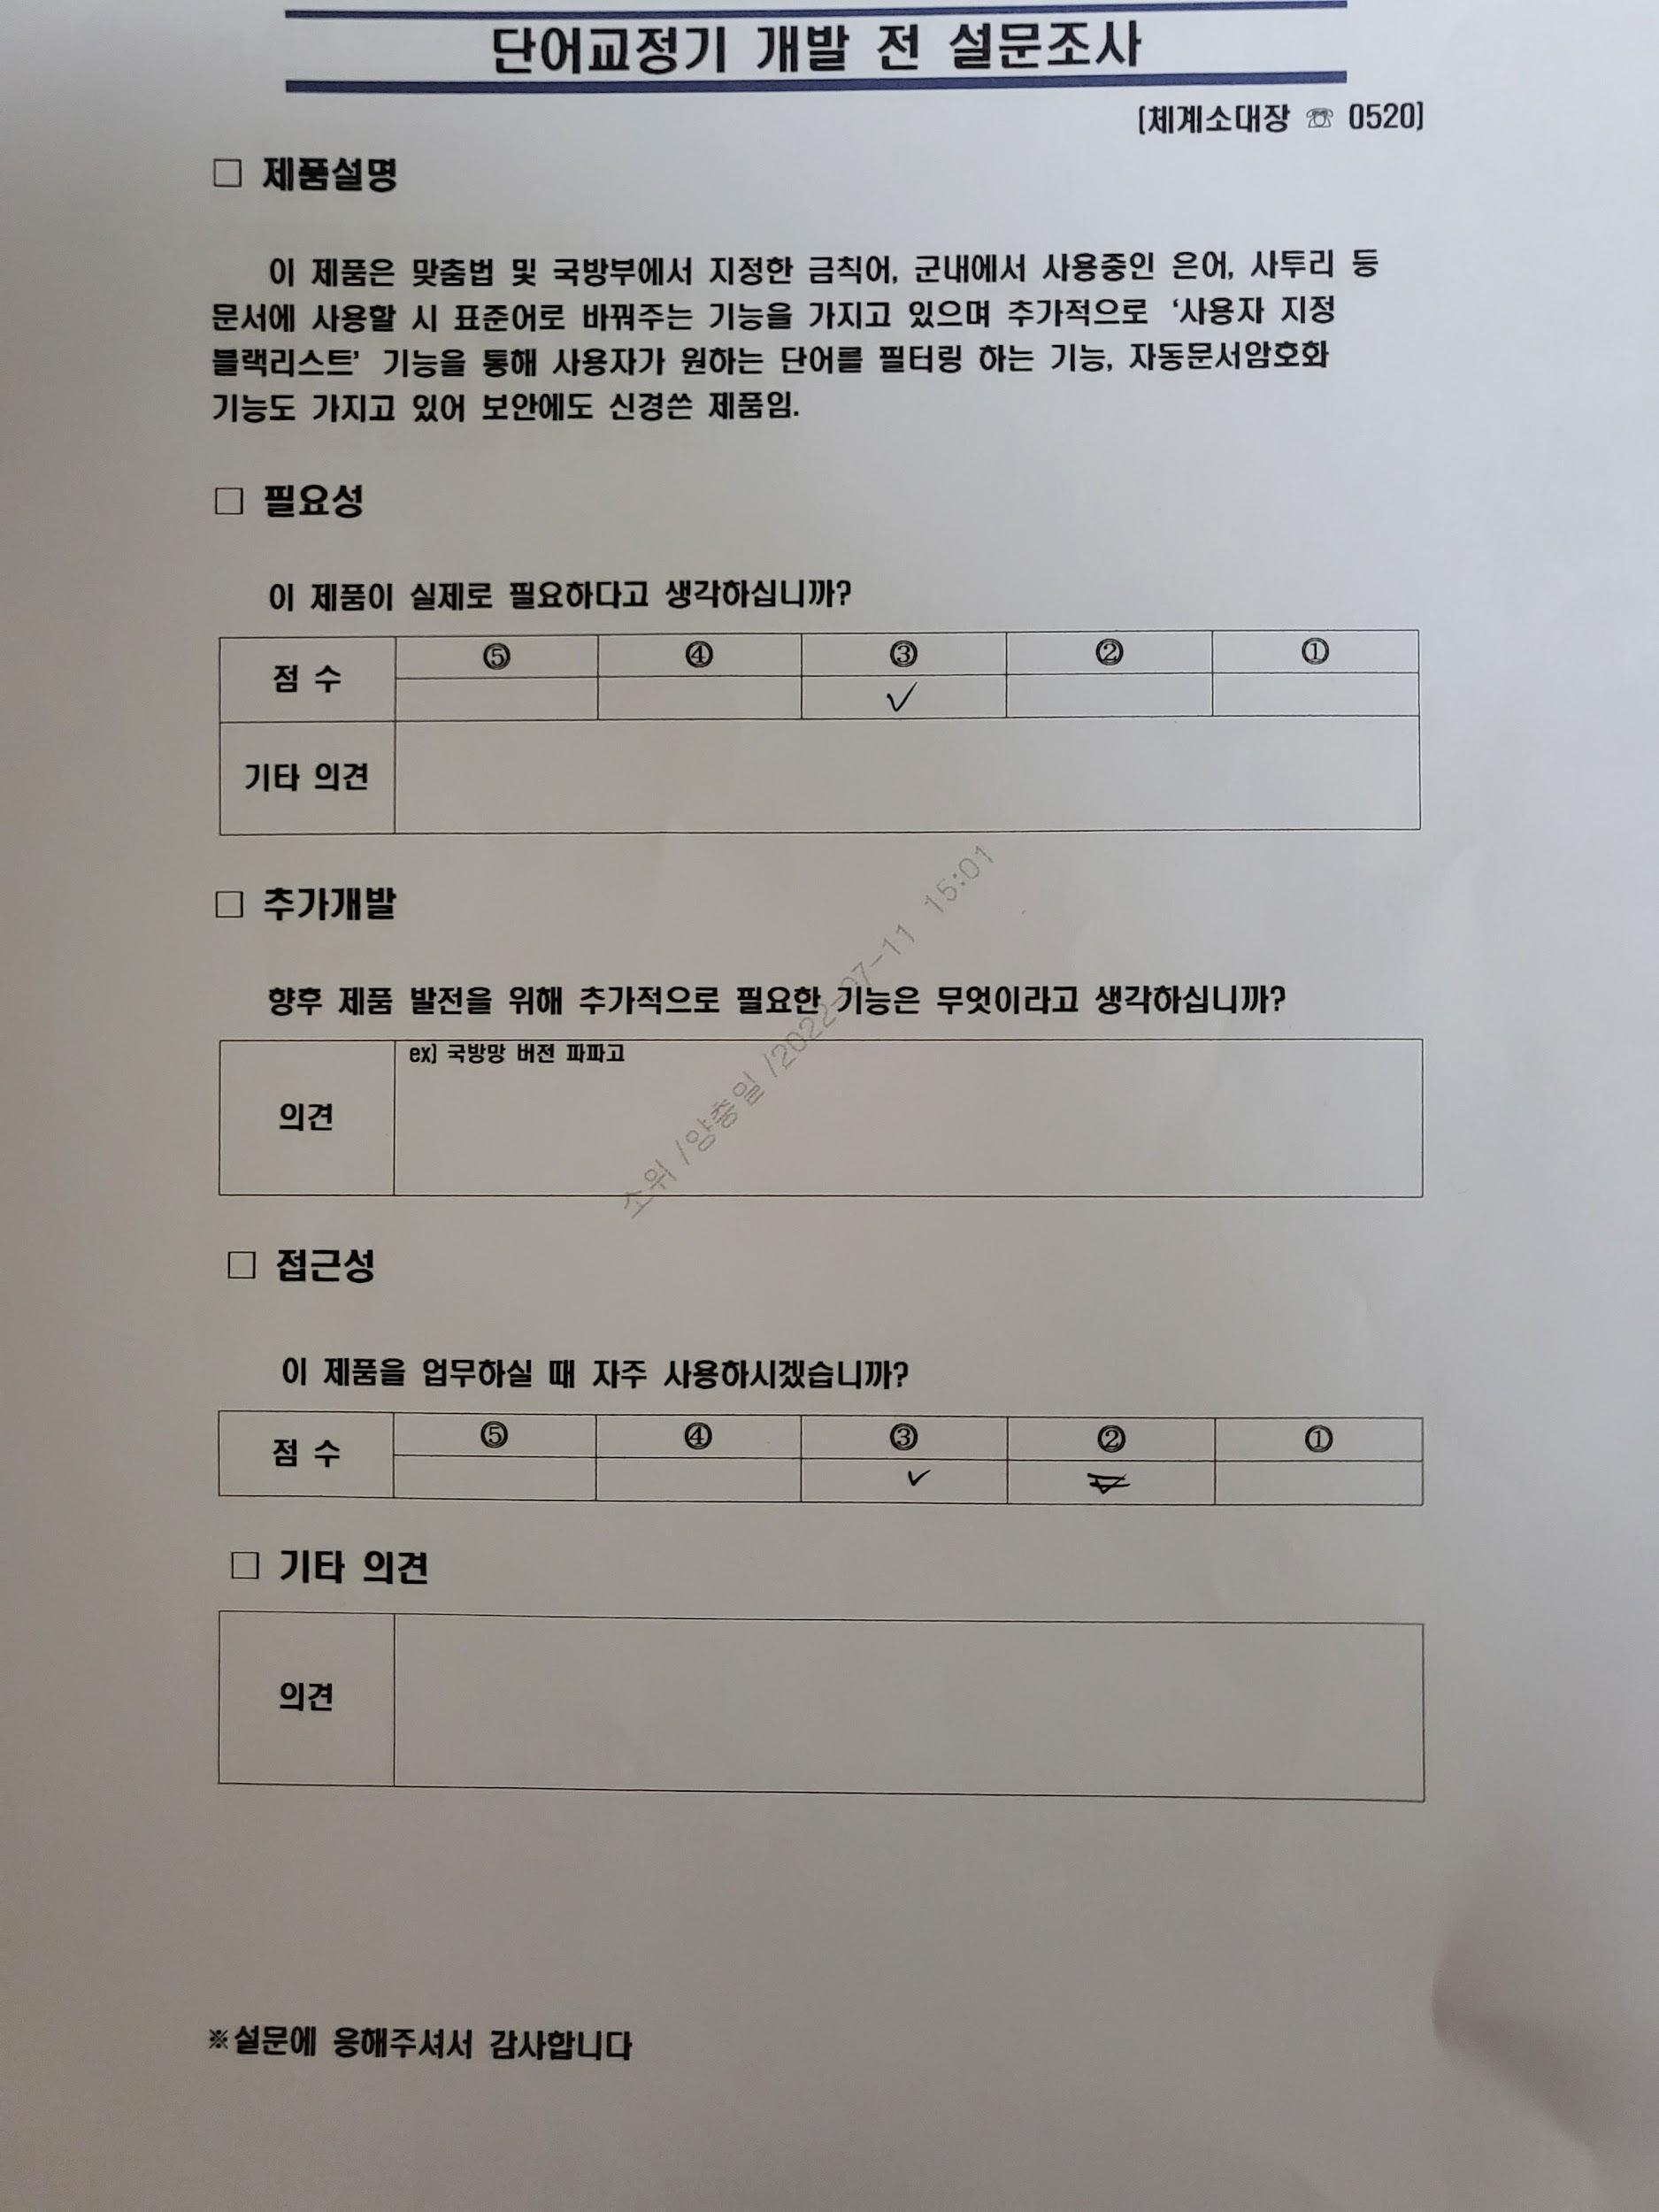 단어교정기 개발 전 설문조사
[체계소대장 ☏ 0520]
□ 제품설명
이 제품은 맞춤법 및 국방부에서 지정한 금칙어, 군내에서 사용중인 은어, 사투리 등
문서에 사용할 시 표준어로 바꿔주는 기능을 가지고 있으며 추가적으로 ‘사용자 지정
블랙리스트’ 기능을 통해 사용자가 원하는 단어를 필터링 하는 기능, 자동문서암호화
기능도 가지고 있어 보안에도 신경쓴 제품임.
□ 필요성
이 제품이 실제로 필요하다고 생각하십니까?
점 수 ⑤ ④ ③ ② ①
✓
기타 의견
□ 추가개발
향후 제품 발전을 위해 추가적으로 필요한 기능은 무엇이라고 생각하십니까?
ex) 국방망 버전 파파고
의견
소위 /양충일 /2022-07-11 15:01
□ 접근성
이 제품을 업무하실 때 자주 사용하시겠습니까?
점 수 ⑤ ④ ③ ② ①
✓
□ 기타 의견
의견
※설문에 응해주셔서 감사합니다